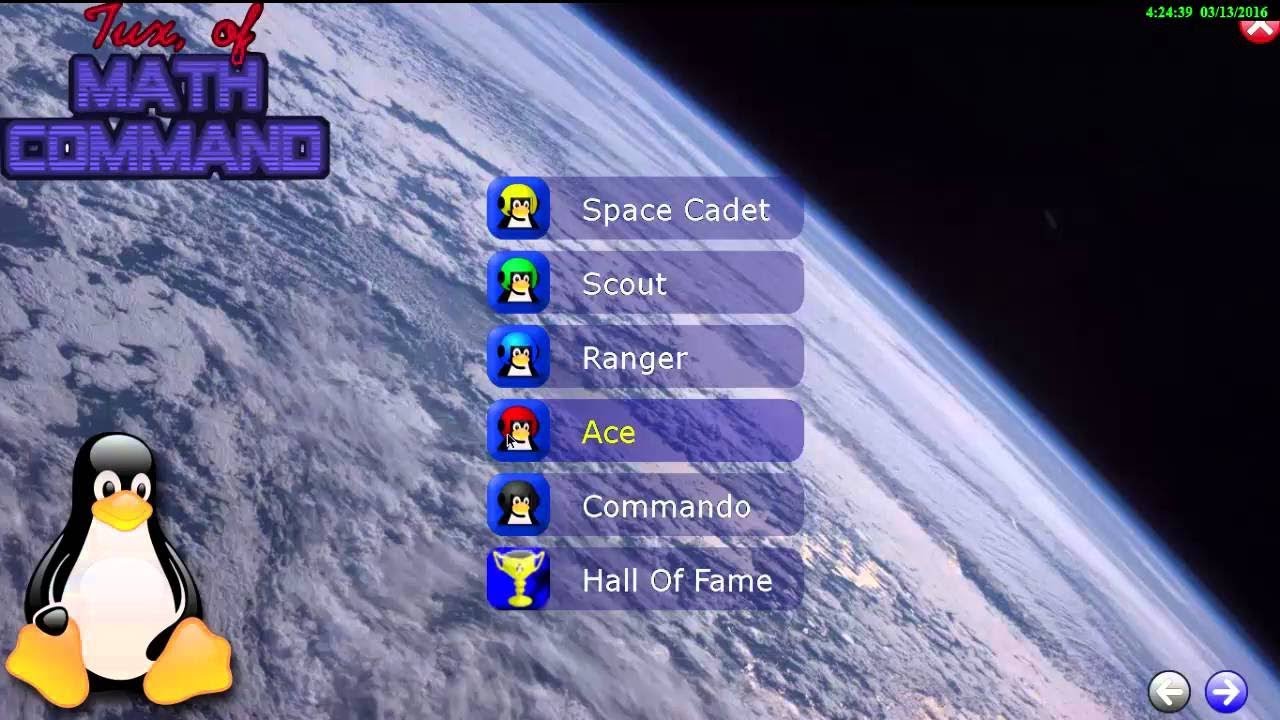 4:24:39 03/13/2016
Tux, of
MATH
COMMAND
Space Cadet
Scout
Ranger
Ace
Commando
Hall Of Fame